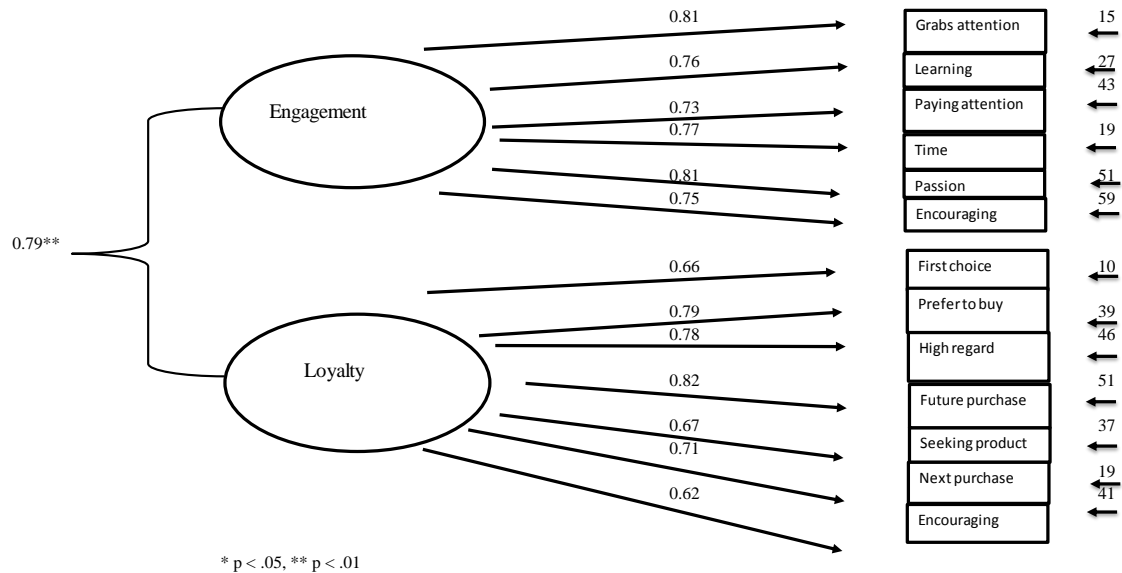 0.81
Grabs attention
15
0.76
Learning
27
Engagement
0.73
Paying attention
43
0.77
Time
19
0.81
Passion
51
0.75
Encouraging
59
0.79**
0.66
First choice
10
0.79
Prefer to buy
39
0.78
High regard
46
Loyalty
0.82
Future purchase
51
0.67
Seeking product
37
0.71
Next purchase
19
0.62
Encouraging
41
* p < .05, ** p < .01